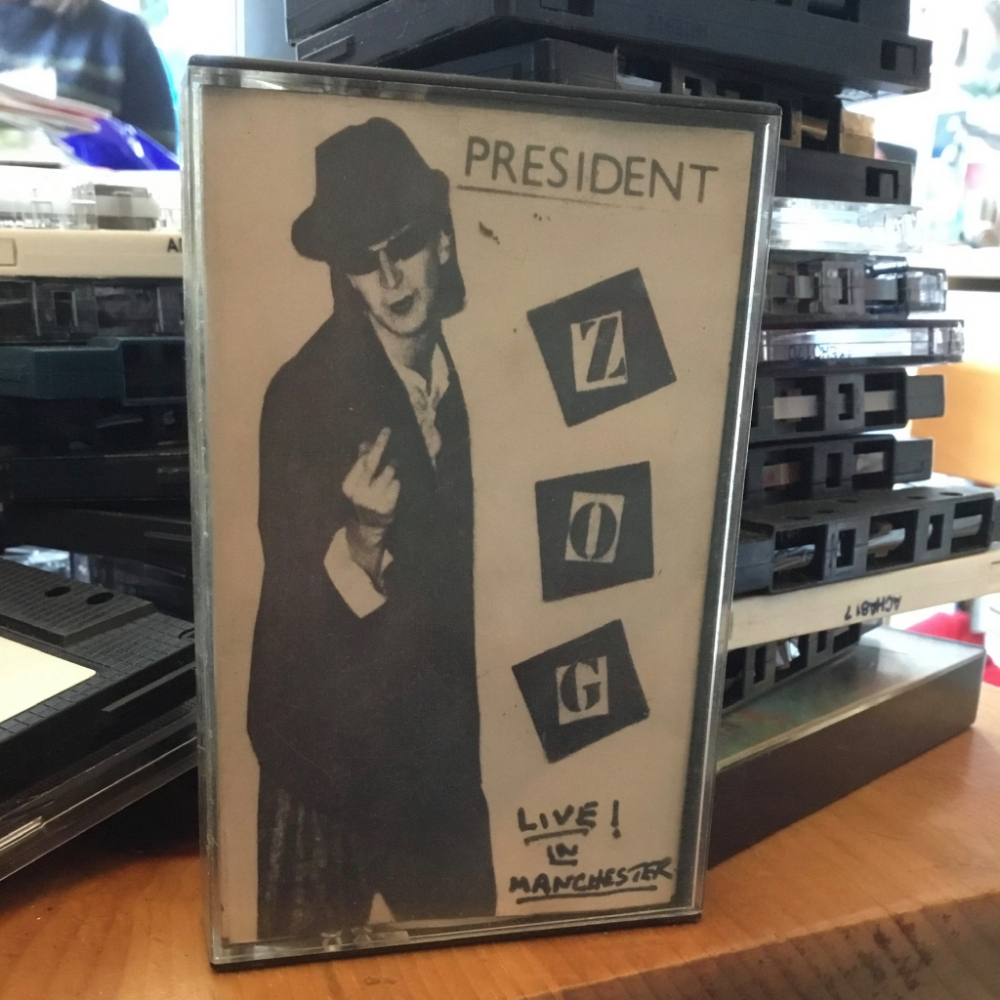 PRESIDENT
Z
O
G
LIVE!
IN
MANCHESTER